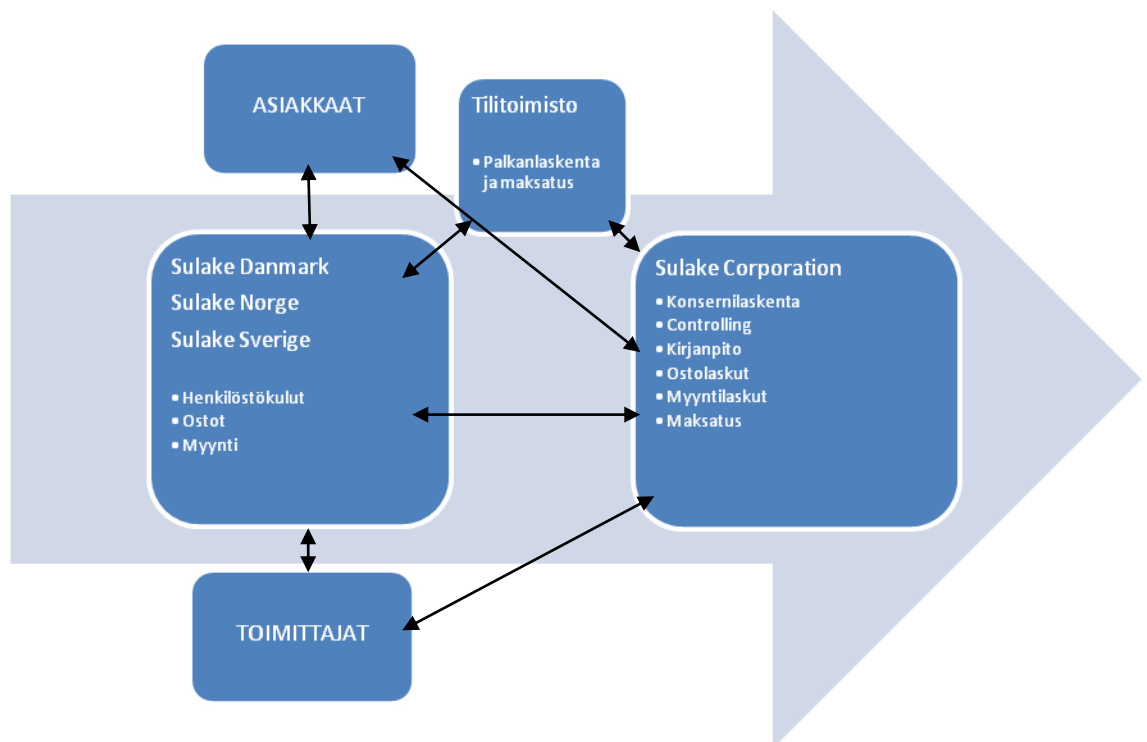 ASIAKKAAT
Tilitoimisto
• Palkanlaskenta
ja maksatus
Sulake Danmark
Sulake Norge
Sulake Sverige
• Henkilöstökulut
• Ostot
• Myynti
Sulake Corporation
• Konsernilaskenta
• Controlling
• Kirjanpito
• Ostolaskut
• Myyntilaskut
• Maksatus
TOIMITTAJAT